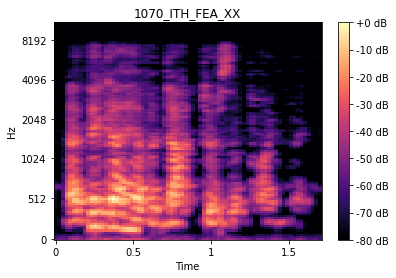 1070_ITH_FEA_XX
+0 dB
8192
-10 dB
4096
-20 dB
-30 dB
2048
Hz
-40 dB
1024
-50 dB
512
-60 dB
-70 dB
0
-80 dB
0
0.5
1
1.5
Time